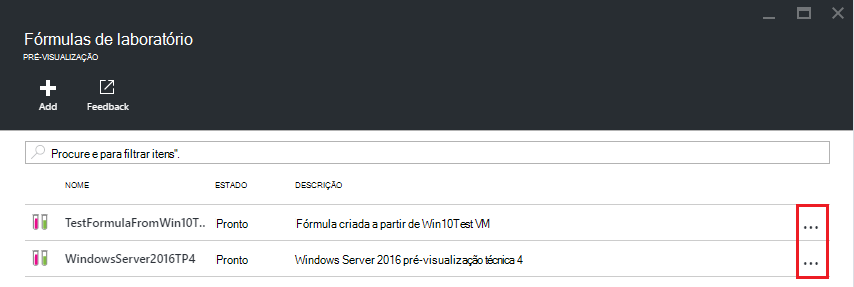 Fórmulas de laboratório
PRÉ-VISUALIZAÇÃO
Add Feedback
Procure e para filtrar itens".
NOME ESTADO DESCRIÇÃO
TestFormulaFromWin10T... Pronto Fórmula criada a partir de Win10Test VM ...
WindowsServer2016TP4 Pronto Windows Server 2016 pré-visualização técnica 4 ...